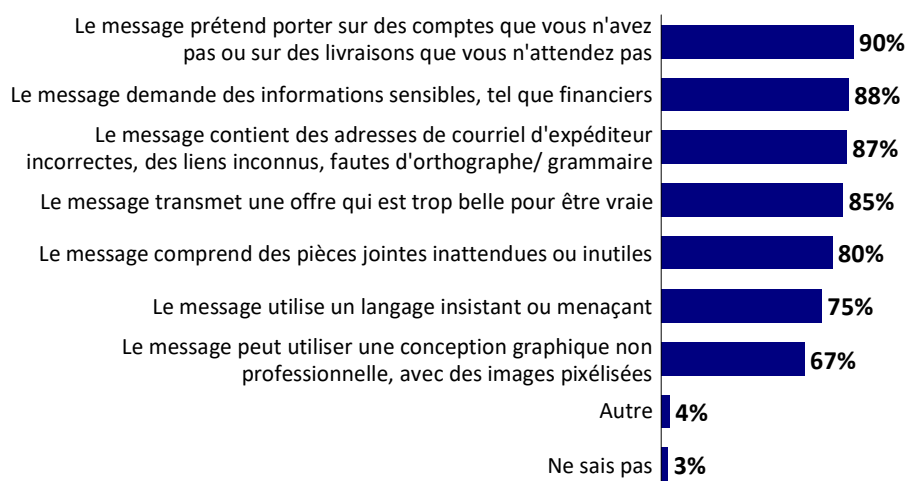 Le message prétend porter sur des comptes que vous n'avez
pas ou sur des livraisons que vous n'attendez pas
90%
Le message demande des informations sensibles, tel que financiers
88%
Le message contient des adresses de courriel d'expéditeur
incorrectes, des liens inconnus, fautes d'orthographe/ grammaire
87%
Le message transmet une offre qui est trop belle pour être vraie
85%
Le message comprend des pièces jointes inattendues ou inutiles
80%
Le message utilise un langage insistant ou menaçant
75%
Le message peut utiliser une conception graphique non
professionnelle, avec des images pixélisées
67%
Autre
4%
Ne sais pas
3%